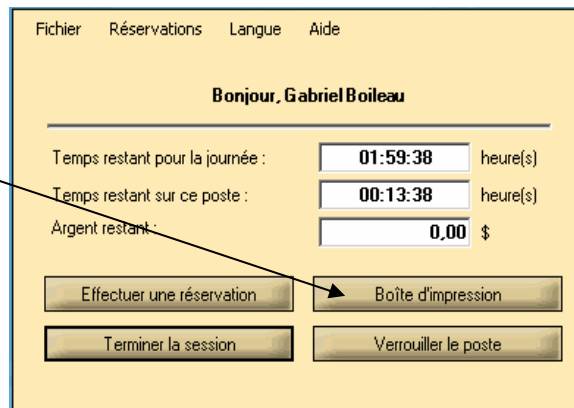 Fichier Réservations Langue Aide
Bonjour, Gabriel Boileau
Temps restant pour la journée : 01:59:38 heure(s)
Temps restant sur ce poste : 00:13:38 heure(s)
Argent restant : 0,00 $
Effectuer une réservation Boîte d'impression
Terminer la session Verrouiller le poste